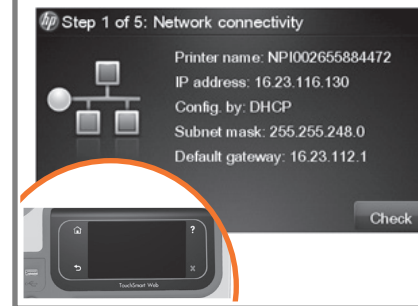 hp Step 1 of 5: Network connectivity
Printer name: NPI002655884472
IP address: 16.23.116.130
Config. by: DHCP
Subnet mask: 255.255.248.0
Default gateway: 16.23.112.1
Check
?
X
TouchSmart Web